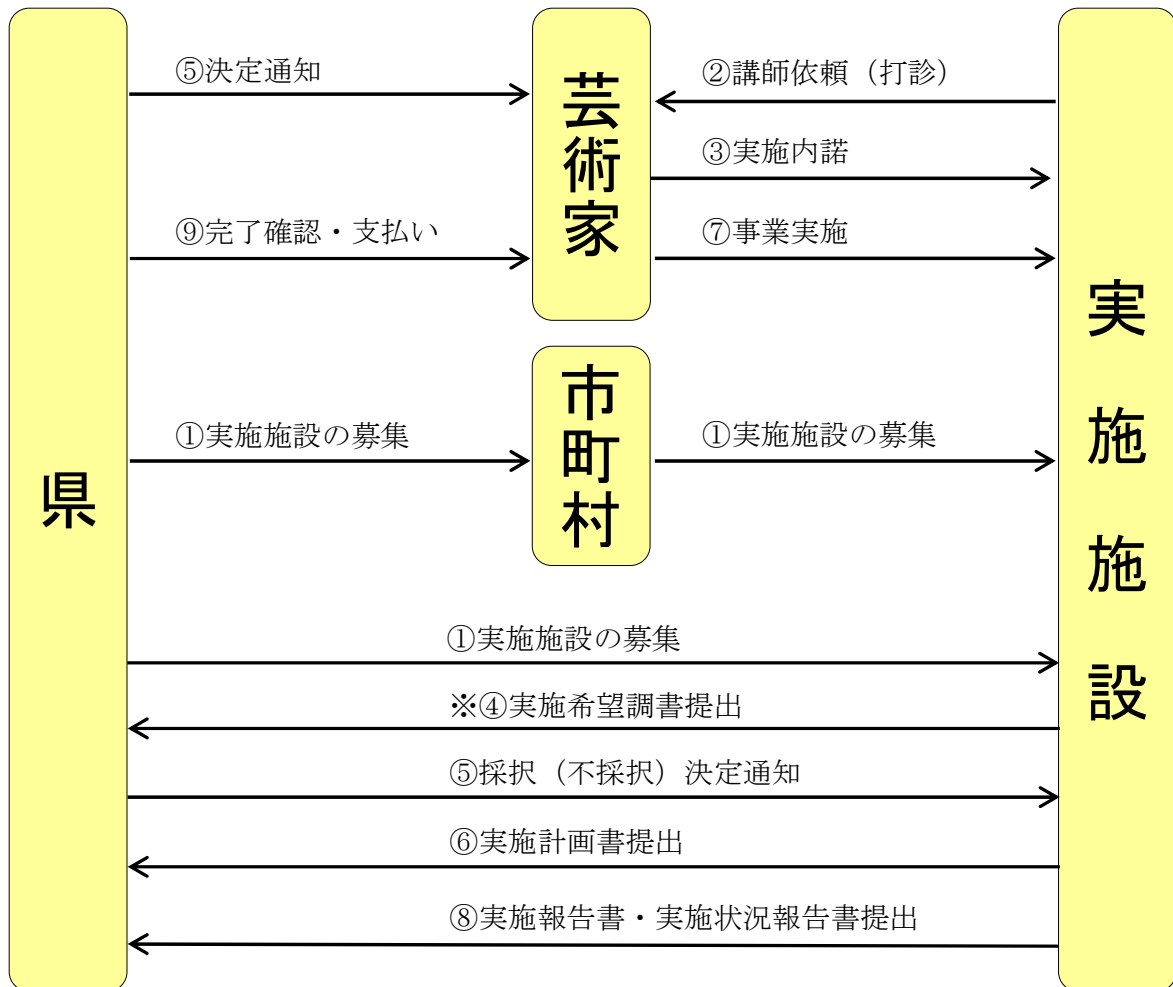 ⑤決定通知
芸術家
②講師依頼（打診）
③実施内諾
⑨完了確認・支払い
⑦事業実施
県
市町村
実施施設
①実施施設の募集
①実施施設の募集
①実施施設の募集
※④実施希望調書提出
⑤採択（不採択）決定通知
⑥実施計画書提出
⑧実施報告書・実施状況報告書提出